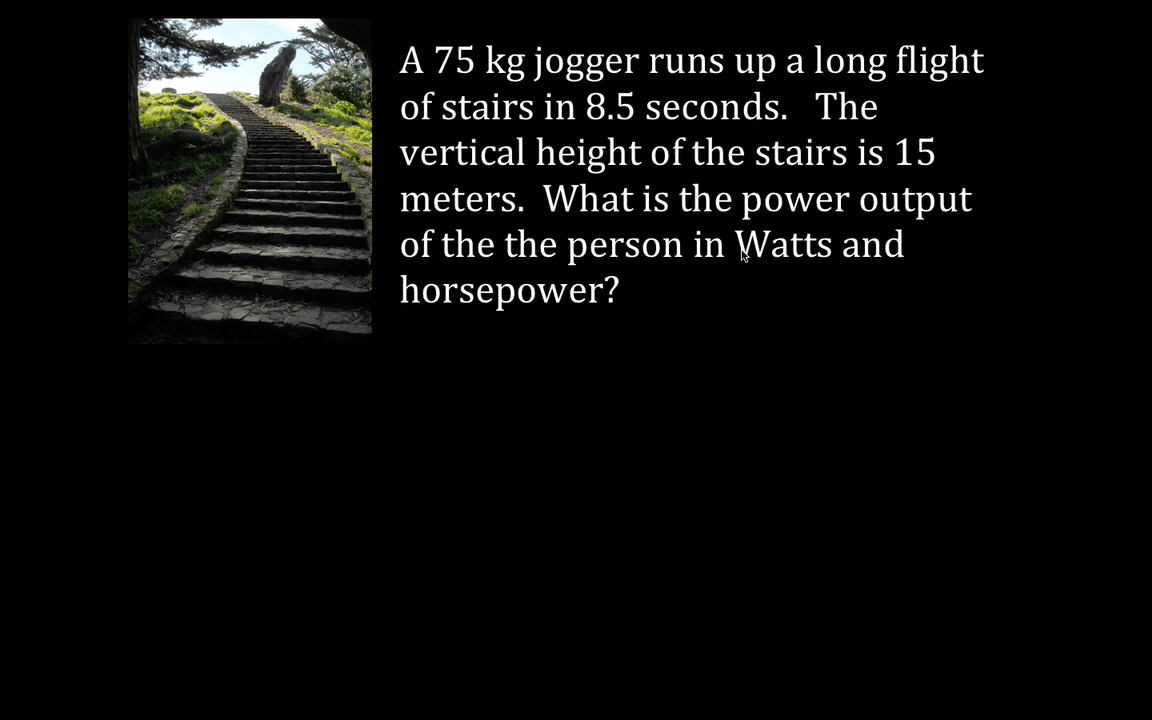 A 75 kg jogger runs up a long flight
of stairs in 8.5 seconds.   The
vertical height of the stairs is 15
meters.  What is the power output
of the the person in Watts and
horsepower?